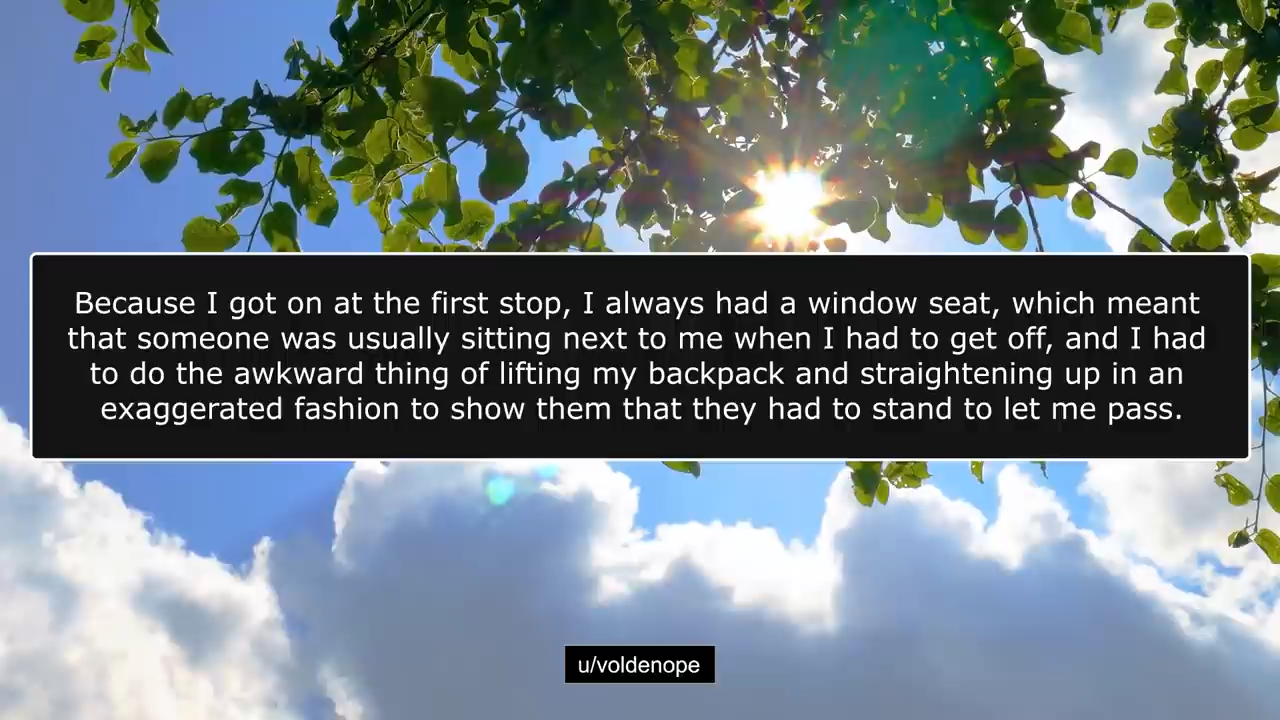 Because I got on at the first stop, I always had a window seat, which meant
that someone was usually sitting next to me when I had to get off, and I had
to do the awkward thing of lifting my backpack and straightening up in an
exaggerated fashion to show them that they had to stand to let me pass.
u/voldenope